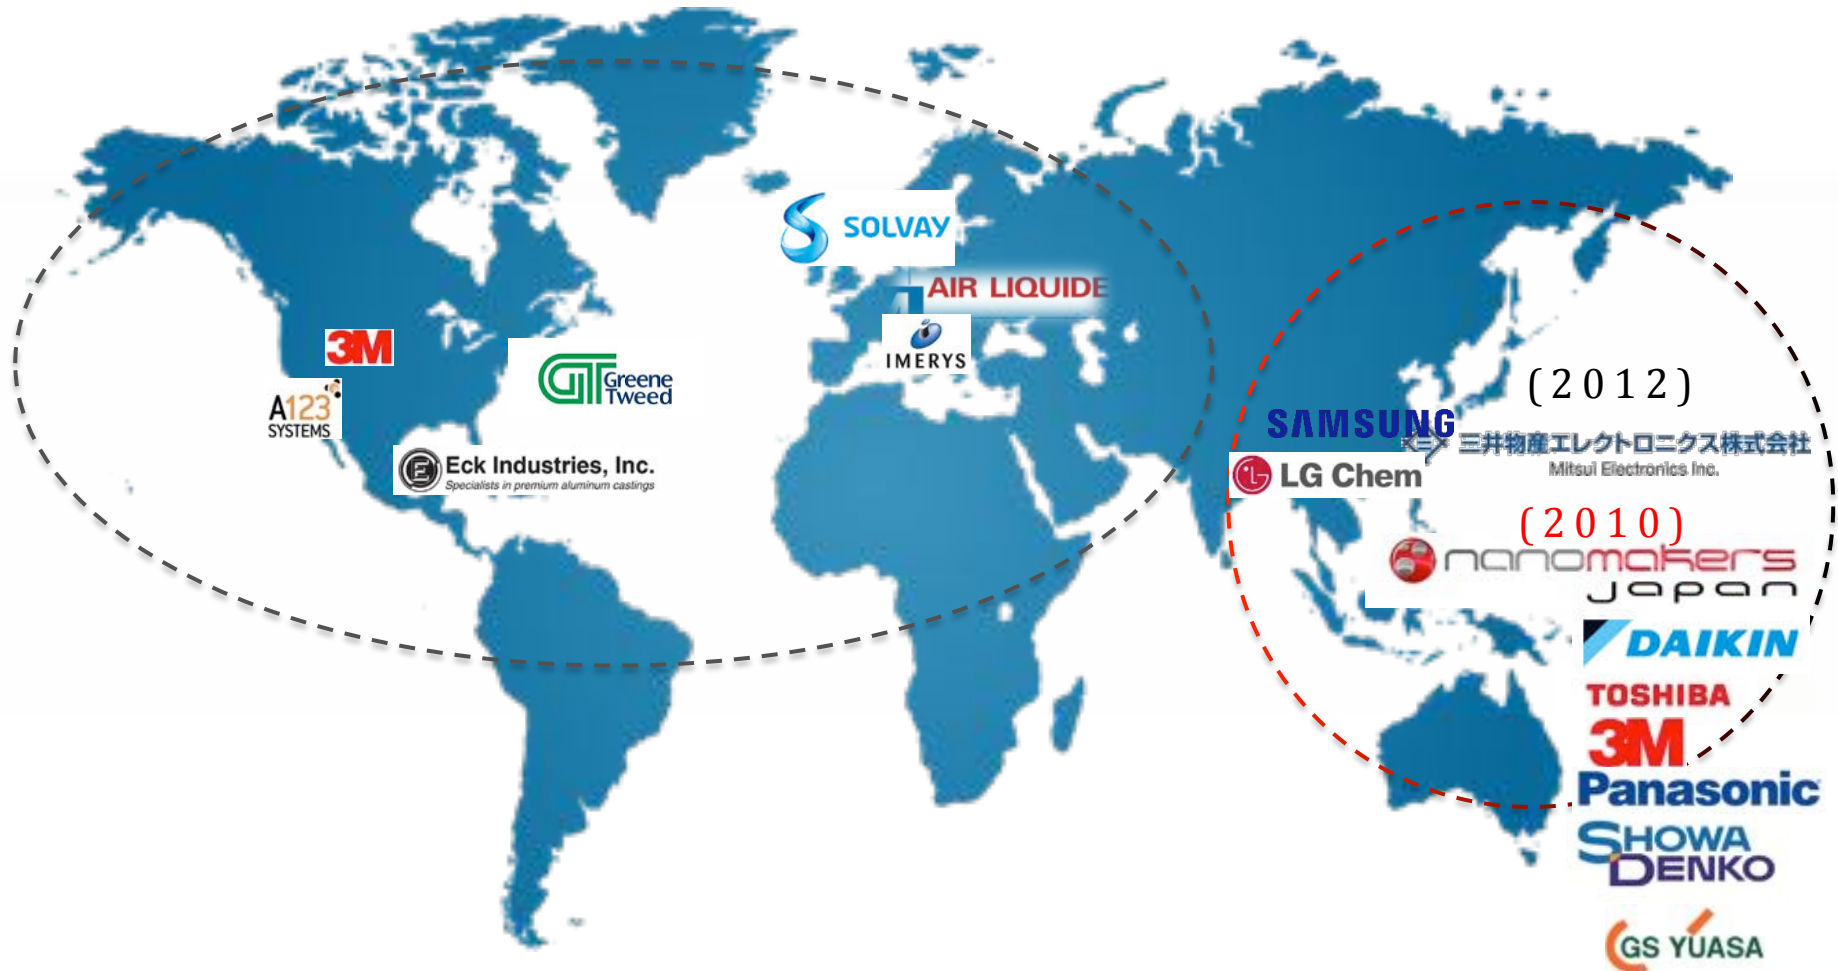 SOLVAY
AIR LIQUIDE
IMERYS
3M
A123
SYSTEMS
GT Greene
Tweed
E Eck Industries, Inc.
Specialists in premium aluminum castings
(2012)
SAMSUNG
三井物産エレクトロニクス株式会社
Mitsui Electronics Inc.
LG Chem
(2010)
nanomakers
japan
DAIKIN
TOSHIBA
3M
Panasonic
SHOWA
DENKO
GS YUASA